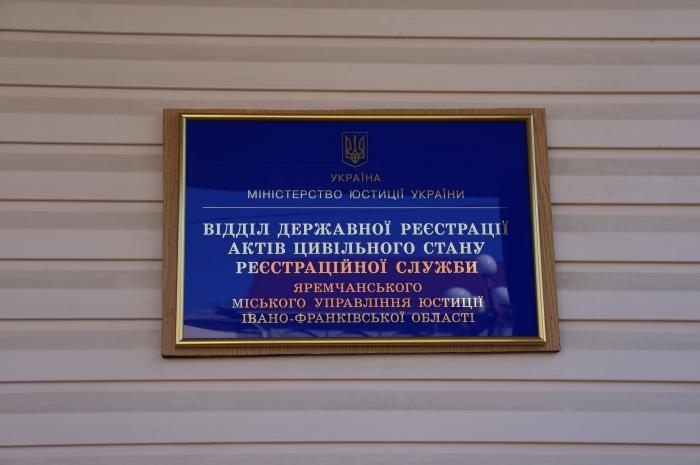 УКРАЇНА
МІНІСТЕРСТВО ЮСТИЦІЇ УКРАЇНИ
ВІДДІЛ ДЕРЖАВНОЇ РЕЄСТРАЦІЇ
АКТІВ ЦИВІЛЬНОГО СТАНУ
РЕЄСТРАЦІЙНОЇ СЛУЖБИ
ЯРЕМЧАНСЬКОГО
МІСЬКОГО УПРАВЛІННЯ ЮСТИЦІЇ
ІВАНО-ФРАНКІВСЬКОЇ ОБЛАСТІ